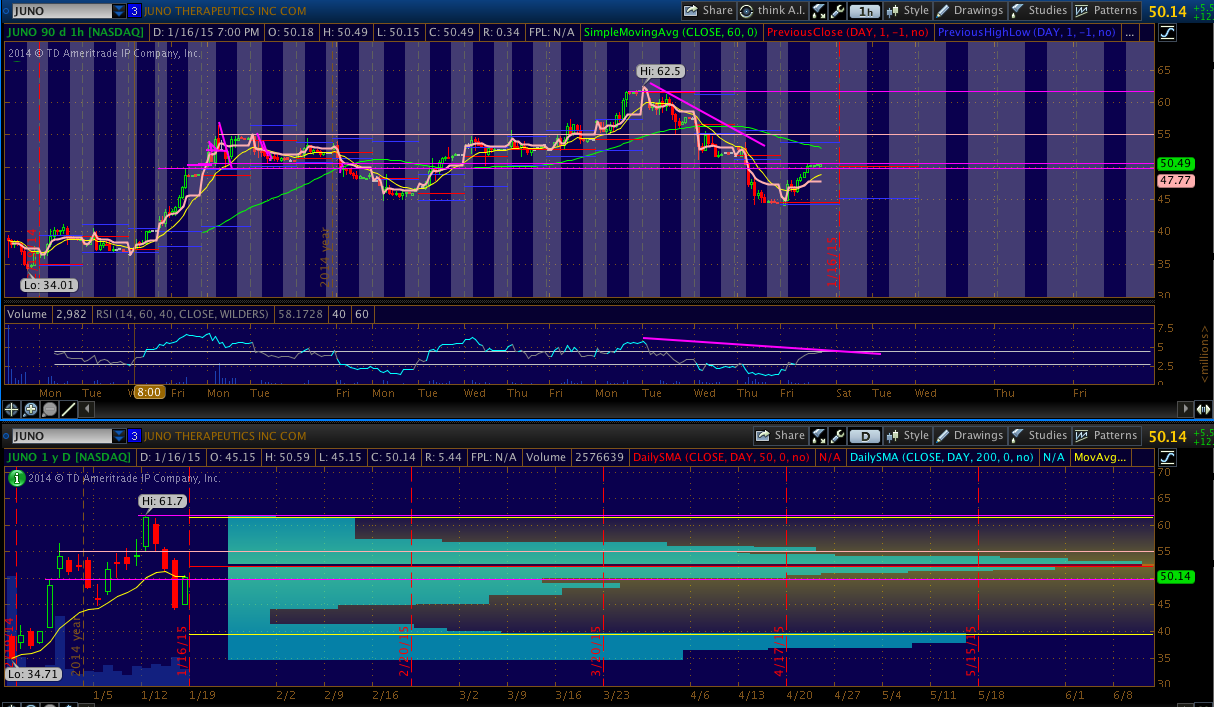 JUNO 3 JUNO THERAPEUTICS INC COM Share think A.I. 1h Style Drawings Studies Patterns 50.14
JUNO 90 d 1h [NASDAQ] D: 1/16/15 7:00 PM O: 50.18 H: 50.49 L: 50.15 C: 50.49 R: 0.34 FPL: N/A SimpleMovingAvg (CLOSE, 60, 0) PreviousClose (DAY, 1, -1, no) PreviousHighLow (DAY, 1, -1, no) ...
2014 © TD Ameritrade IP Company, Inc.
Hi: 62.5
65
60
55
50.49
47.77
45
40
35
30
Lo: 34.01
2014 year
1/16/15
Volume 2,982 RSI (14, 60, 40, CLOSE, WILDERS) 58.1728 40 60
7.5
5
2.5
0
<millions>
Mon Tue 8:00 Fri Mon Tue Fri Mon Tue Wed Thu Fri Mon Tue Wed Thu Fri Sat Tue Wed Thu Fri
JUNO 3 JUNO THERAPEUTICS INC COM Share D Style Drawings Studies Patterns 50.14
JUNO 1 y D [NASDAQ] D: 1/16/15 O: 45.15 H: 50.59 L: 45.15 C: 50.14 R: 5.44 FPL: N/A Volume 2576639 DailySMA (CLOSE, DAY, 50, 0, no) N/A DailySMA (CLOSE, DAY, 200, 0, no) N/A MovAvg...
2014 © TD Ameritrade IP Company, Inc.
Hi: 61.7
70
65
60
55
50.14
45
40
35
30
Lo: 34.71
2014 year
1/16/15
2/20/15
3/20/15
4/17/15
5/15/15
1/5 1/12 1/19 2/2 2/9 2/16 3/2 3/9 3/16 3/23 4/6 4/13 4/20 4/27 5/4 5/11 5/18 6/1 6/8